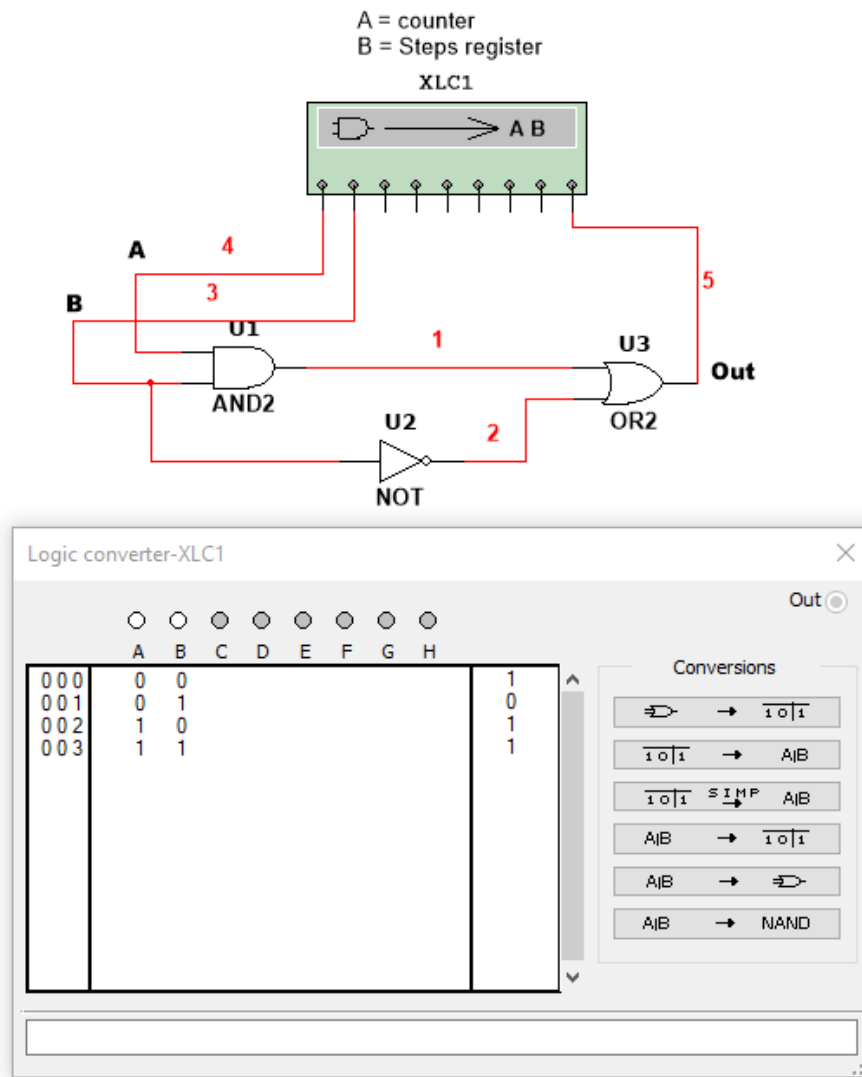 A = counter
B = Steps register
XLC1
A B
A
4
B
3
U1
1
U3
5
Out
AND2
U2
2
OR2
NOT
Logic converter-XLC1
Out
A B C D E F G H
Conversions
000 0 0 1
001 0 1 0
002 1 0 1
003 1 1 1
→ 1 0|1
1 0|1 → A|B
1 0|1 SIMP → A|B
A|B → 1 0|1
A|B →
A|B → NAND